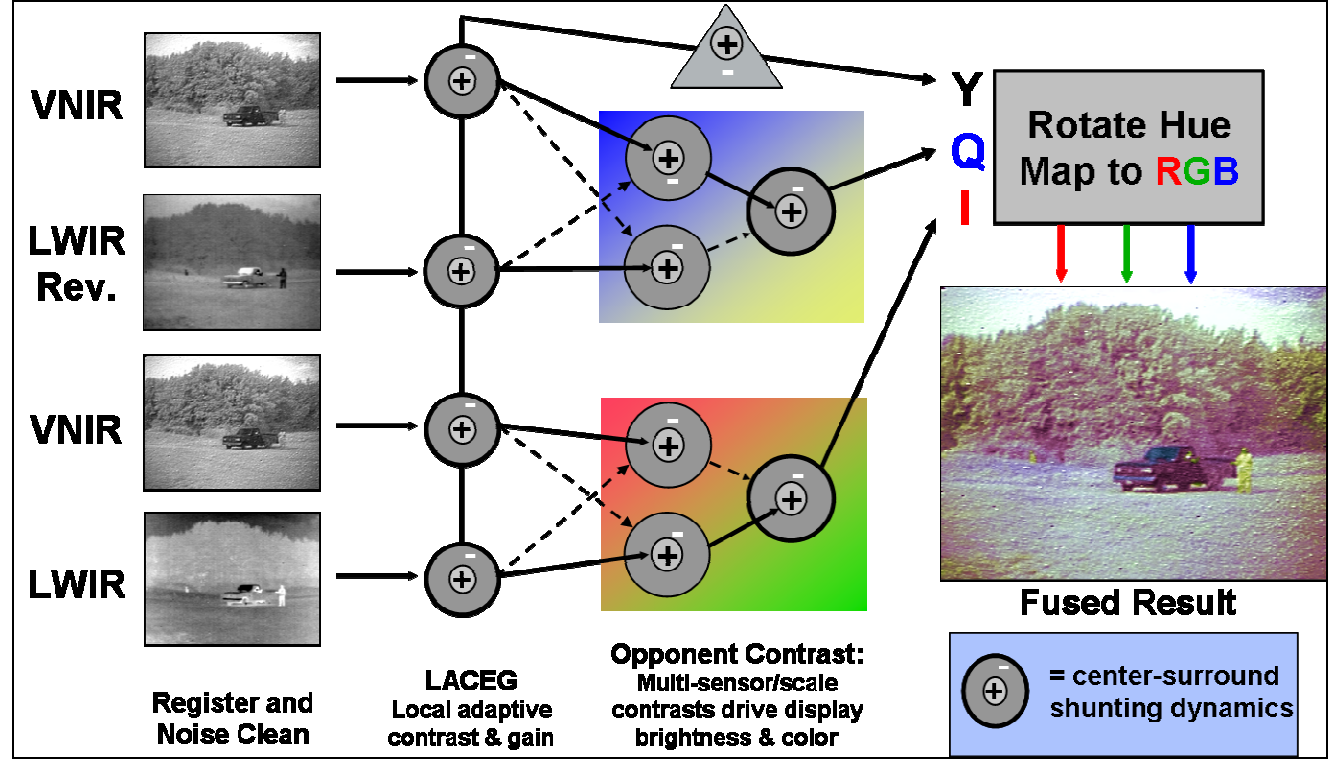 VNIR
LWIR
Rev.
VNIR
LWIR
Register and
Noise Clean
LACEG
Local adaptive
contrast & gain
Opponent Contrast:
Multi-sensor/scale
contrasts drive display
brightness & color
Y
Q
I
Rotate Hue
Map to RGB
Fused Result
= center-surround
shunting dynamics